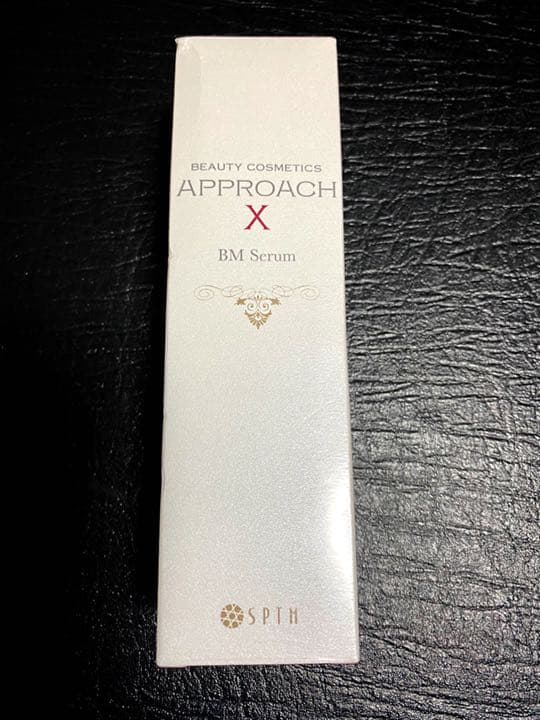 BEAUTY COSMETICS
APPROACH
X
BM Serum
SPTM